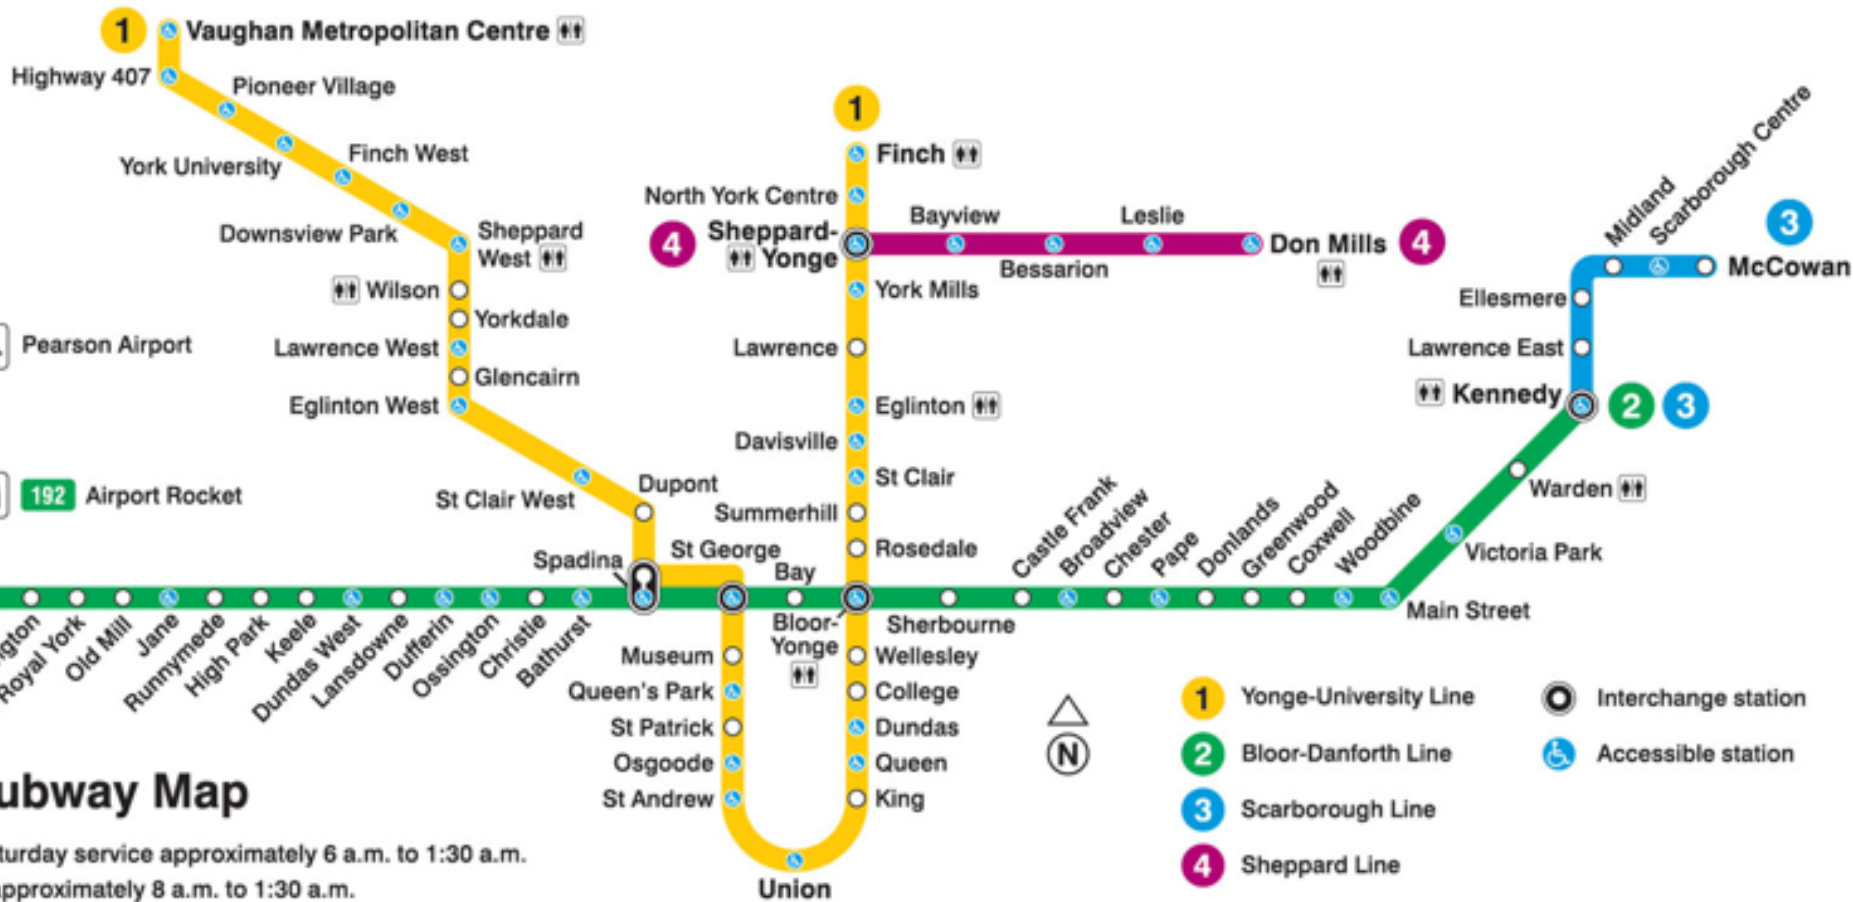 1
Vaughan Metropolitan Centre
Highway 407
Pioneer Village
York University
Finch West
Downsview Park
Sheppard
West
Wilson
Yorkdale
Lawrence West
Glencairn
Eglinton West
St Clair West
Dupont
Spadina
St George
Pearson Airport
192
Airport Rocket
1
Finch
North York Centre
4
Sheppard-
Yonge
Bayview
Bessarion
Leslie
Don Mills
4
York Mills
Lawrence
Eglinton
Davisville
St Clair
Summerhill
Rosedale
Bay
Bloor-
Yonge
Midland
Scarborough Centre
3
McCowan
Ellesmere
Lawrence East
Kennedy
2
3
Warden
Victoria Park
Main Street
Woodbine
Coxwell
Greenwood
Donlands
Pape
Chester
Broadview
Castle Frank
Sherbourne
Royal York
Old Mill
Jane
Runnymede
High Park
Keele
Dundas West
Lansdowne
Dufferin
Ossington
Christie
Bathurst
Museum
Queen's Park
St Patrick
Osgoode
St Andrew
Union
Wellesley
College
Dundas
Queen
King
N
1 Yonge-University Line
2 Bloor-Danforth Line
3 Scarborough Line
4 Sheppard Line
Interchange station
Accessible station
Map
service approximately 6 a.m. to 1:30 a.m.
approximately 8 a.m. to 1:30 a.m.